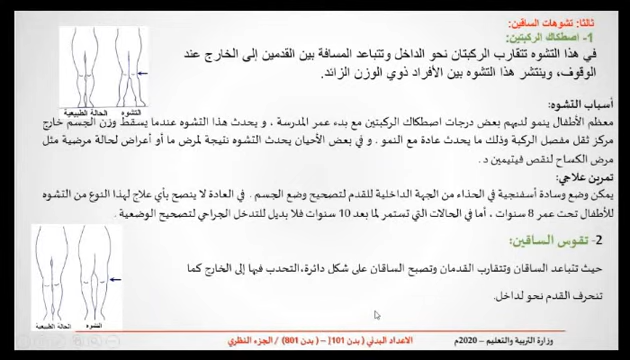 ثالثا: تشوهات الساقين:
1- اصطكاك الركبتين:
في هذا التشوه تتقارب الركبتان نحو الداخل وتتباعد المسافة بين القدمين إلى الخارج عند
الوقوف، وينتشر هذا التشوه بين الأفراد ذوي الوزن الزائد.
الحالة الطبيعية
التشوه
أسباب التشوه:
معظم الأطفال ينمو لديهم بعض درجات اصطكاك الركبتين مع بدء عمر المدرسة ، و يحدث هذا التشوه عندما يسقط وزن الجسم خارج
مركز ثقل مفصل الركبة وذلك ما يحدث عادة مع النمو . و في بعض الأحيان يحدث التشوه نتيجة لمرض ما أو أعراض لحالة مرضية مثل
مرض الكساح لنقص فيتيمين د .
تمرين علاجي:
يمكن وضع وسادة أسفنجية في الحذاء من الجهة الداخلية للقدم لتصحيح وضع الجسم . في العادة لا ينصح بأي علاج لهذا النوع من التشوه
للأطفال تحت عمر 8 سنوات ، أما في الحالات التي تستمر لما بعد 10 سنوات فلا بديل للتدخل الجراحي لتصحيح الوضعية .
2- تقوس الساقين:
حيث تتباعد الساقان وتتقارب القدمان وتصبح الساقان على شكل دائرة، التحدب فيها إلى الخارج كما
تنحرف القدم نحو لداخل.
الحالة الطبيعية
التشوه
وزارة التربية والتعليم – 2020م
الاعداد البدني ( بدن 101) – ( بدن 801) / الجزء النظري